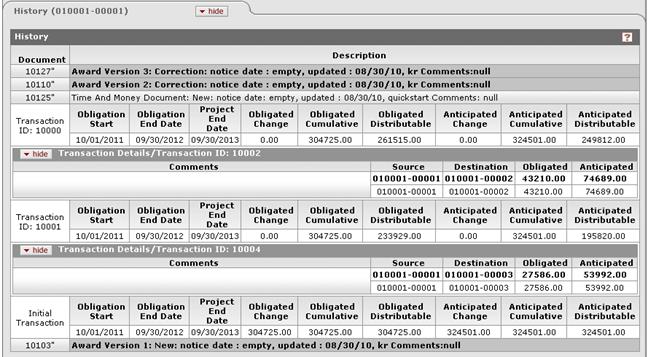 History (010001-00001) hide
History ?
Document Description
10127" Award Version 3: Correction: notice date : empty, updated : 08/30/10, kr Comments:null
10110" Award Version 2: Correction: notice date : empty, updated : 08/30/10, kr Comments:null
10125" Time And Money Document: New: notice date: empty, updated : 08/30/10, quickstart Comments: null
Transaction ID: 10000 Obligation Start Obligation End Date Project End Date Obligated Change Obligated Cumulative Obligated Distributable Anticipated Change Anticipated Cumulative Anticipated Distributable
10/01/2011 09/30/2012 09/30/2013 0.00 304725.00 261515.00 0.00 324501.00 249812.00
hide Transaction Details/Transaction ID: 10002
Comments Source Destination Obligated Anticipated
010001-00001 010001-00002 43210.00 74689.00
010001-00001 010001-00002 43210.00 74689.00
Transaction ID: 10001 Obligation Start Obligation End Date Project End Date Obligated Change Obligated Cumulative Obligated Distributable Anticipated Change Anticipated Cumulative Anticipated Distributable
10/01/2011 09/30/2012 09/30/2013 0.00 304725.00 233929.00 0.00 324501.00 195820.00
hide Transaction Details/Transaction ID: 10004
Comments Source Destination Obligated Anticipated
010001-00001 010001-00003 27586.00 53992.00
010001-00001 010001-00003 27586.00 53992.00
Initial Transaction Obligation Start Obligation End Date Project End Date Obligated Change Obligated Cumulative Obligated Distributable Anticipated Change Anticipated Cumulative Anticipated Distributable
10/01/2011 09/30/2012 09/30/2013 304725.00 304725.00 304725.00 324501.00 324501.00 324501.00
10103" Award Version 1: New: notice date : empty, updated : 08/30/10, kr Comments:null